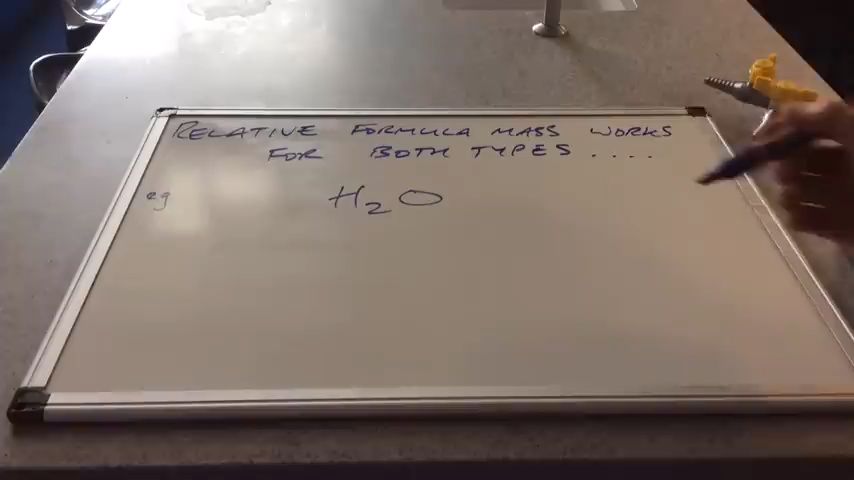 RELATIVE FORMULA MASS WORKS
FOR BOTH TYPES ....
eg H₂O